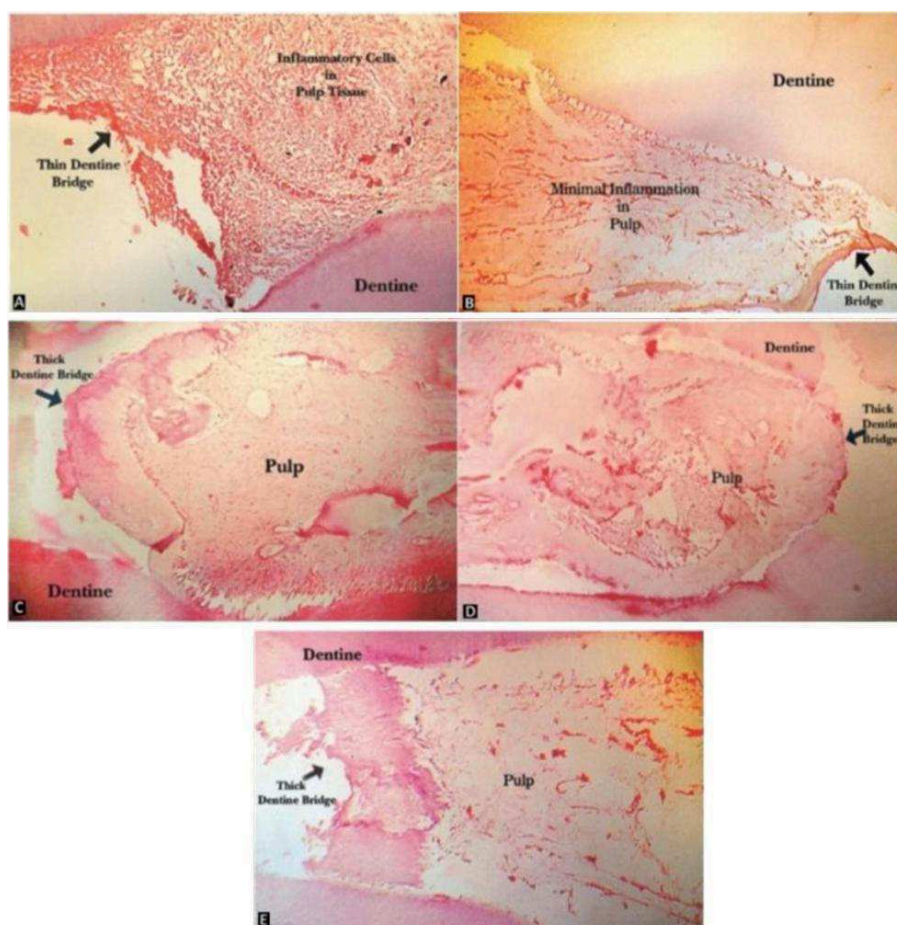 Inflammatory Cells
in
Pulp Tissue
Thin Dentine
Bridge
Dentine
A
Dentine
Minimal Inflammation
in
Pulp
Thin Dentin
Bridge
B
Thick
Dentine Bridge
Pulp
Dentine
C
Dentine
Thick
Dentin
Bridge
Pulp
D
Dentine
Thick
Dentine Bridge
Pulp
E